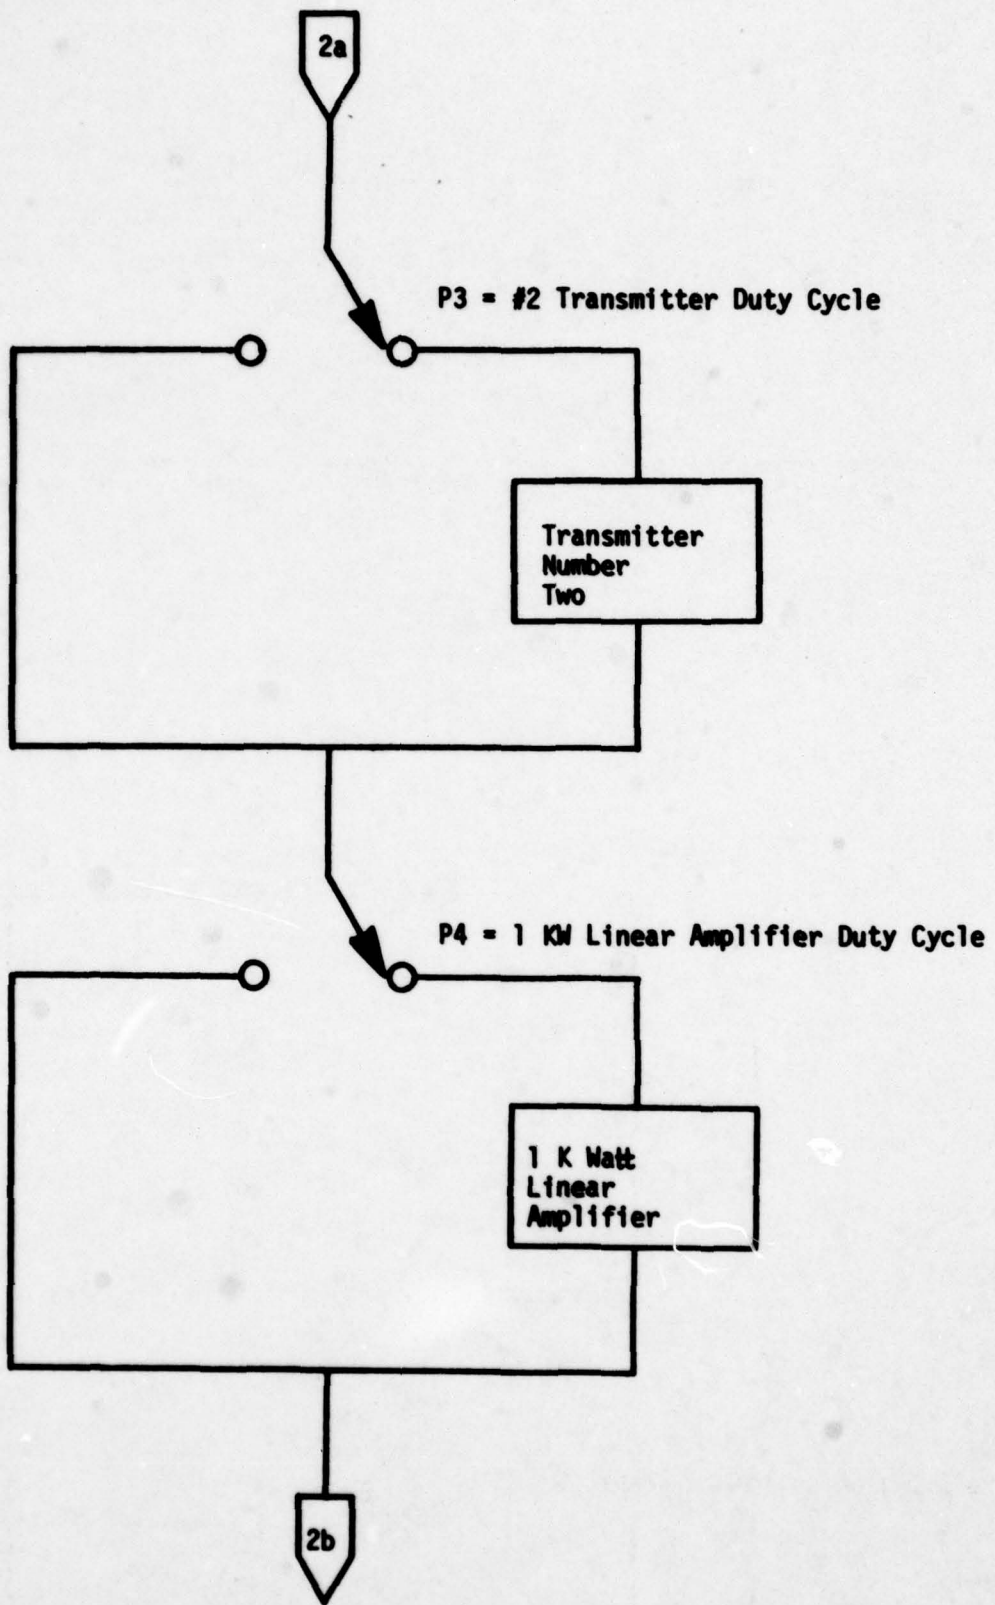 2a
P3 = #2 Transmitter Duty Cycle
Transmitter
Number
Two
P4 = 1 KW Linear Amplifier Duty Cycle
1 K Watt
Linear
Amplifier
2b